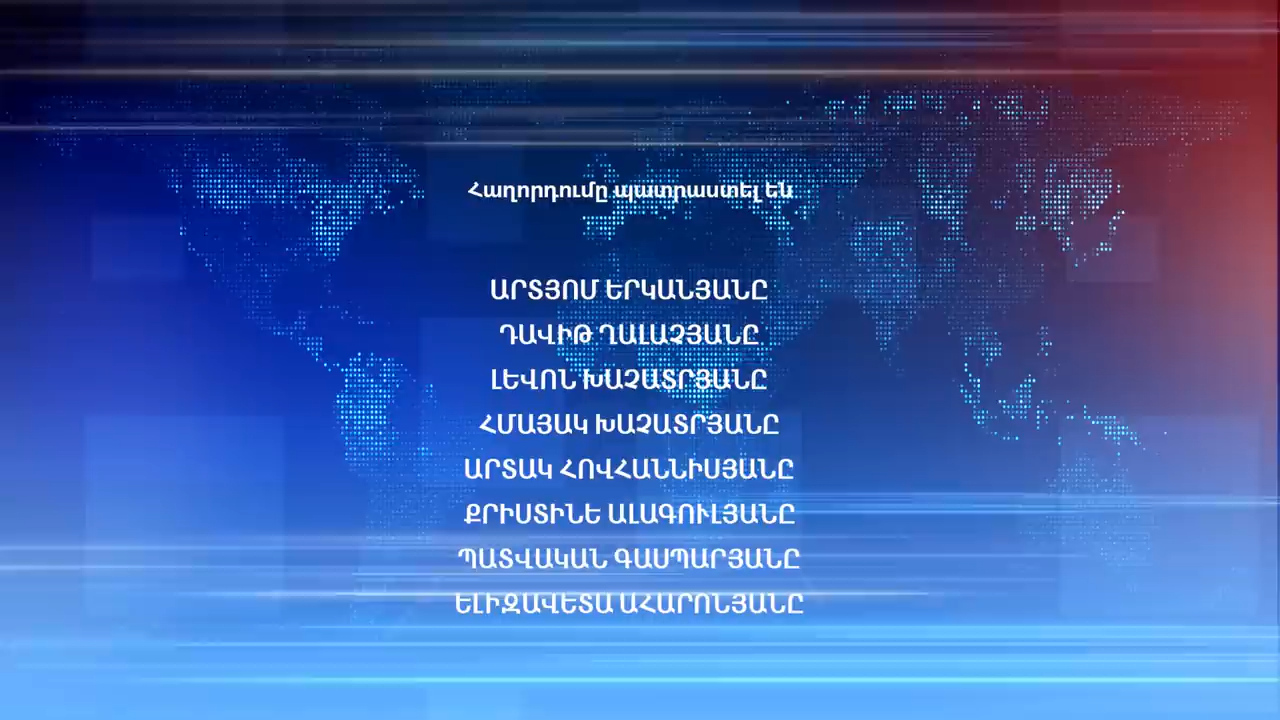 Հաղորդումը պատրաստել են
ԱՐՏՅՈՄ ԵՐԿԱՆՅԱՆԸ
ԴԱՎԻԹ ՂԱԼԱՉՅԱՆԸ
ԼԵՎՈՆ ԽԱՉԱՏՐՅԱՆԸ
ՀՄԱՅԱԿ ԽԱՉԱՏՐՅԱՆԸ
ԱՐՏԱԿ ՀՈՎՀԱՆՆԻՍՅԱՆԸ
ՔՐԻՍՏԻՆԵ ԱԼԱԳՈՒԼՅԱՆԸ
ՊԱՏՎԱԿԱՆ ԳԱՍՊԱՐՅԱՆԸ
ԵԼԻԶԱՎԵՏԱ ԱՀԱՐՈՆՅԱՆԸ